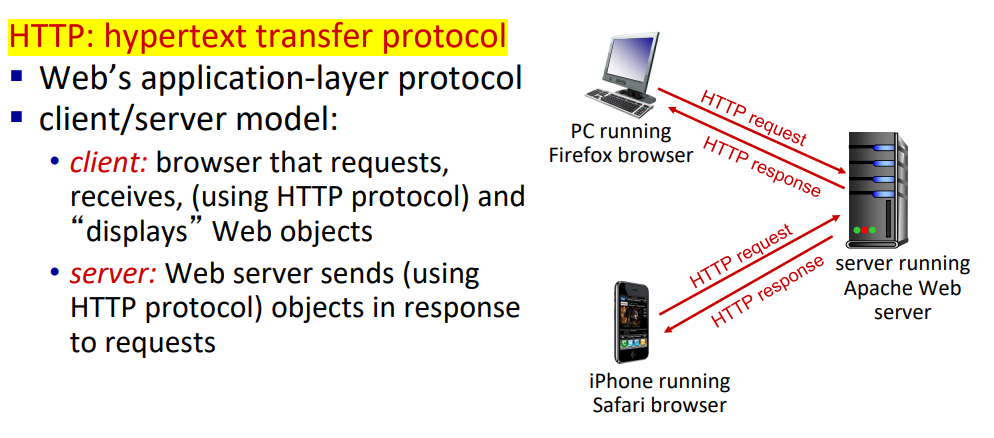 HTTP: hypertext transfer protocol
▪ Web’s application-layer protocol
▪ client/server model:
• client: browser that requests,
receives, (using HTTP protocol) and
“displays” Web objects
• server: Web server sends (using
HTTP protocol) objects in response
to requests
PC running
Firefox browser
HTTP request
HTTP response
HTTP request
HTTP response
server running
Apache Web
server
iPhone running
Safari browser